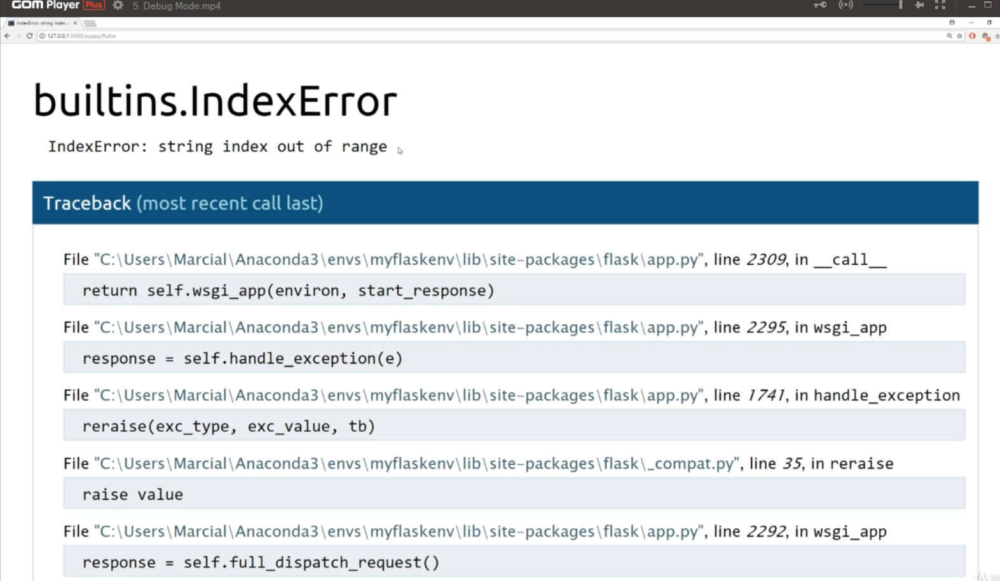 GOM Player Plus 5. Debug Mode.mp4
IndexError: string index
127.0.0.1:5000/puppy/Rufus
builtins.IndexError
IndexError: string index out of range
Traceback (most recent call last)
File "C:\Users\Marcial\Anaconda3\envs\myflaskenv\lib\site-packages\flask\app.py", line 2309, in __call__
return self.wsgi_app(environ, start_response)
File "C:\Users\Marcial\Anaconda3\envs\myflaskenv\lib\site-packages\flask\app.py", line 2295, in wsgi_app
response = self.handle_exception(e)
File "C:\Users\Marcial\Anaconda3\envs\myflaskenv\lib\site-packages\flask\app.py", line 1741, in handle_exception
reraise(exc_type, exc_value, tb)
File "C:\Users\Marcial\Anaconda3\envs\myflaskenv\lib\site-packages\flask\_compat.py", line 35, in reraise
raise value
File "C:\Users\Marcial\Anaconda3\envs\myflaskenv\lib\site-packages\flask\app.py", line 2292, in wsgi_app
response = self.full_dispatch_request()